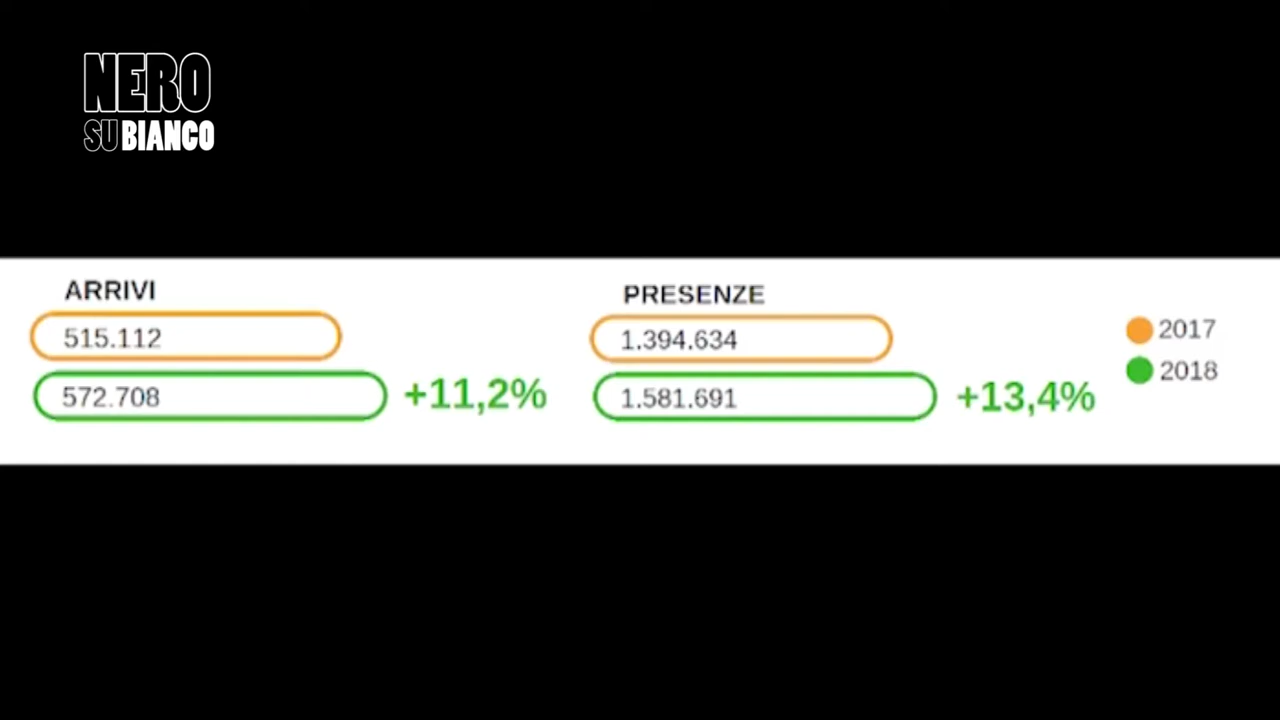 NERO
SU BIANCO
ARRIVI
515.112
572.708
+11,2%
PRESENZE
1.394.634
1.581.691
+13,4%
2017
2018